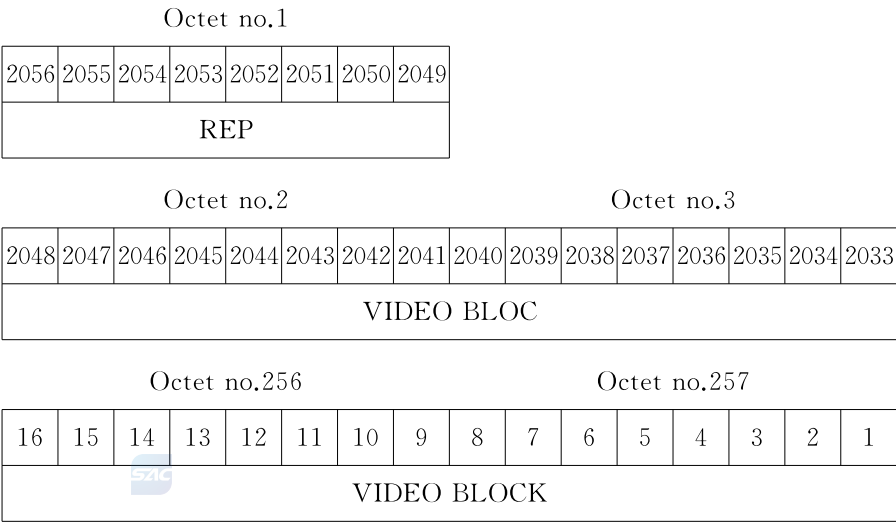 Octet no.1
2056 2055 2054 2053 2052 2051 2050 2049
REP
Octet no.2 Octet no.3
2048 2047 2046 2045 2044 2043 2042 2041 2040 2039 2038 2037 2036 2035 2034 2033
VIDEO BLOC
Octet no.256 Octet no.257
16 15 14 13 12 11 10 9 8 7 6 5 4 3 2 1
SAC
VIDEO BLOCK